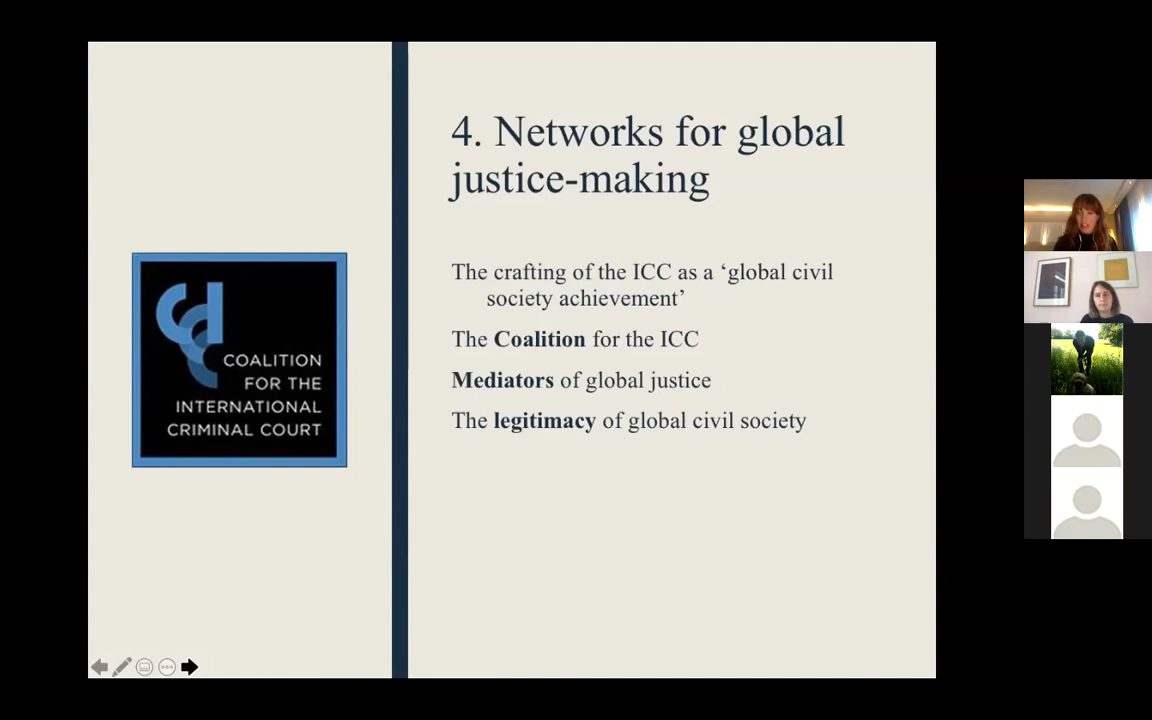 4. Networks for global
justice-making
The crafting of the ICC as a ‘global civil
society achievement’
The Coalition for the ICC
Mediators of global justice
The legitimacy of global civil society
COALITION
FOR THE
INTERNATIONAL
CRIMINAL COURT